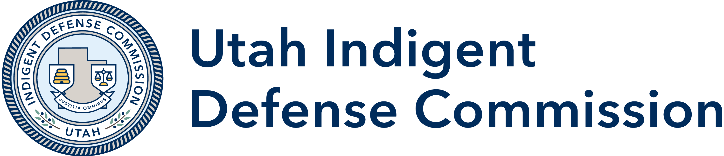 INDIGENT DEFENSE COMMISSION
UTAH
Utah Indigent
Defense Commission